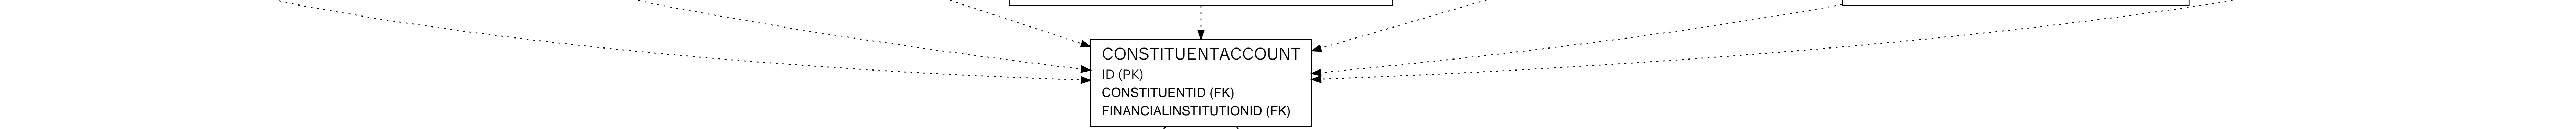 CONSTITUENTACCOUNT
ID (PK)
CONSTITUENTID (FK)
FINANCIALINSTITUTIONID (FK)